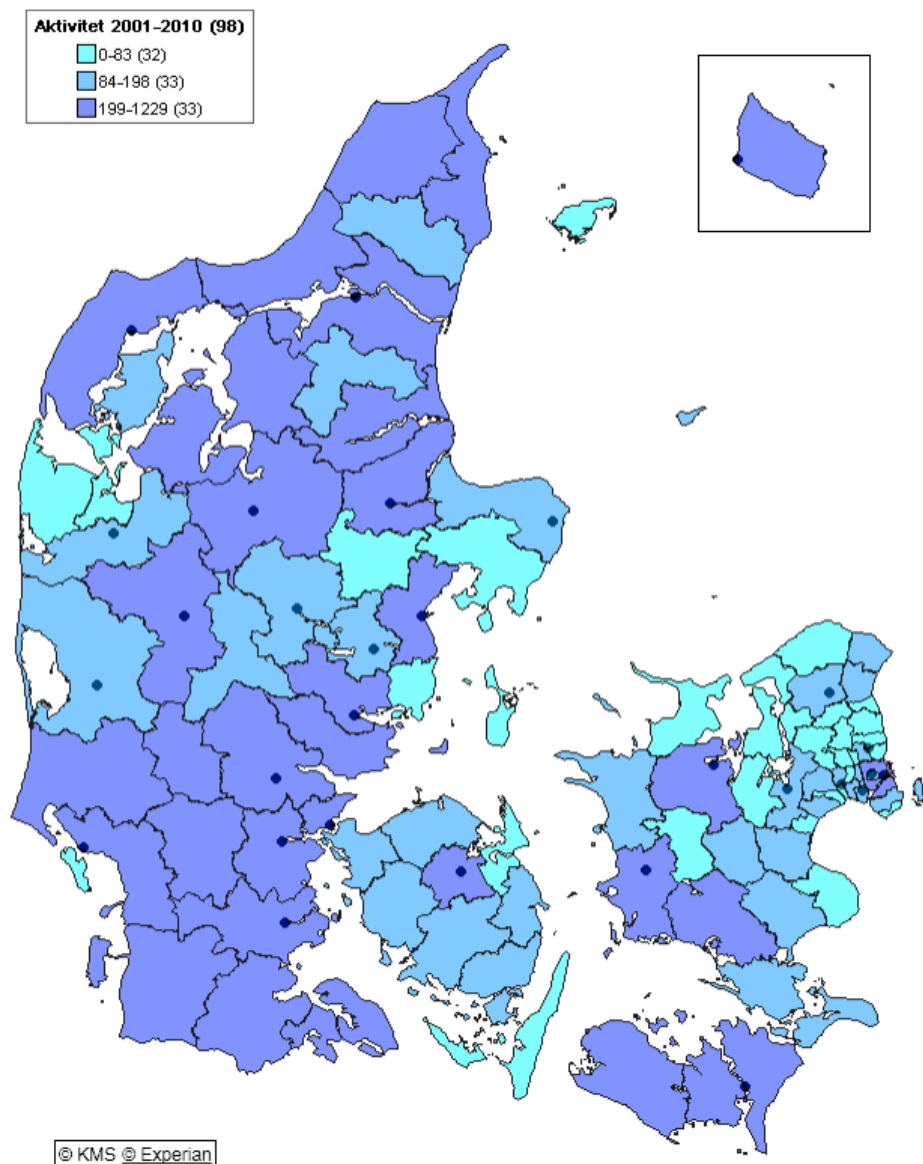 Aktivitet 2001-2010 (98)
0-83 (32)
84-198 (33)
199-1229 (33)
© KMS © Experian